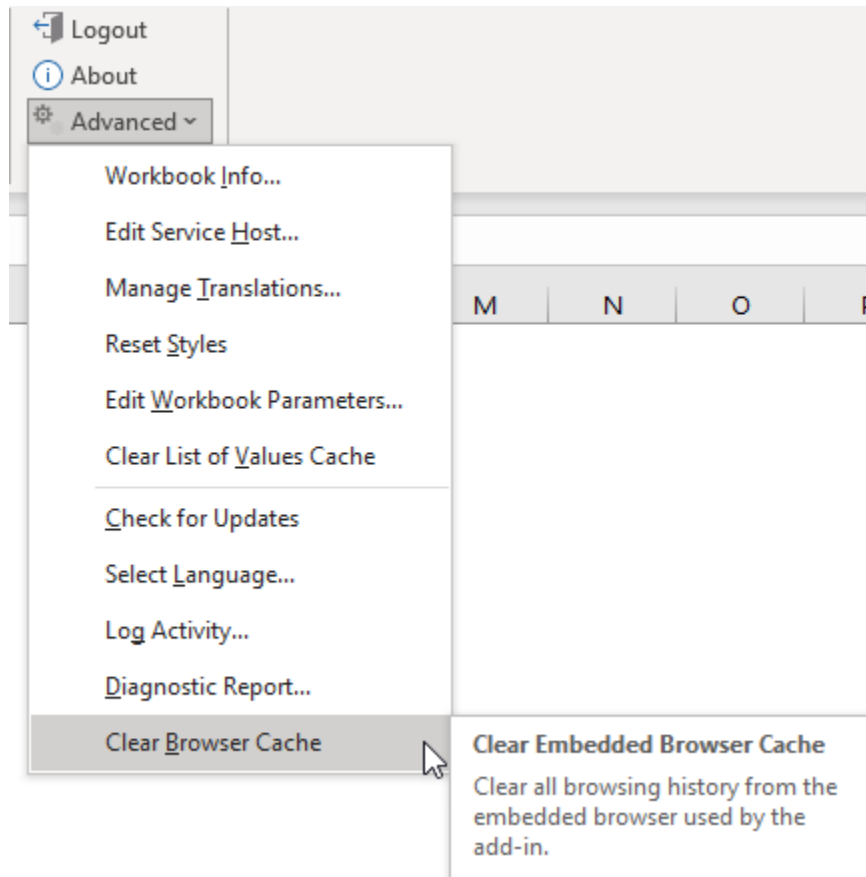 Logout
About
Advanced
Workbook Info...
Edit Service Host...
Manage Translations...
M N O
Reset Styles
Edit Workbook Parameters...
Clear List of Values Cache
Check for Updates
Select Language...
Log Activity...
Diagnostic Report...
Clear Browser Cache
Clear Embedded Browser Cache
Clear all browsing history from the
embedded browser used by the
add-in.